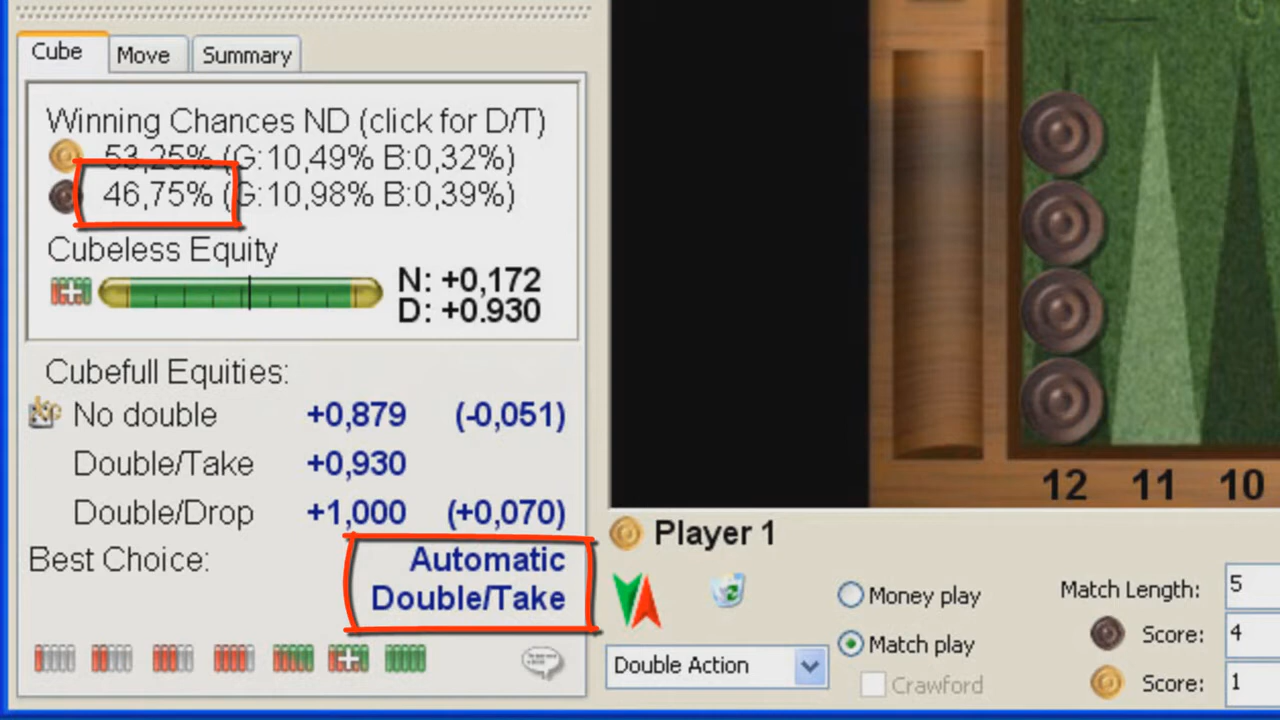 Cube Move Summary
Winning Chances ND (click for D/T)
53,25% (G:10,49% B:0,32%)
46,75% (G:10,98% B:0,39%)
Cubeless Equity
N: +0,172
D: +0.930
Cubefull Equities:
No double +0,879 (-0,051)
Double/Take +0,930
Double/Drop +1,000 (+0,070)
Best Choice: Automatic
Double/Take
12 11 10
Player 1
Money play
Match play
Crawford
Double Action
Match Length: 5
Score: 4
Score: 1